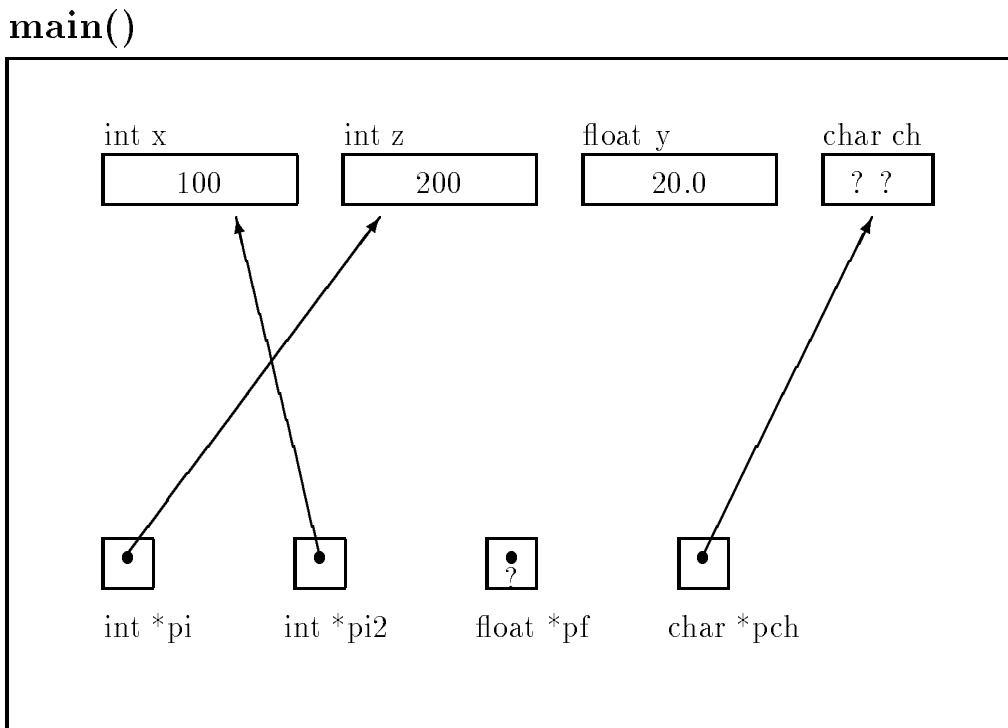 main()
int x int z float y char ch
100 200 20.0 ? ?
?
int *pi int *pi2 float *pf char *pch